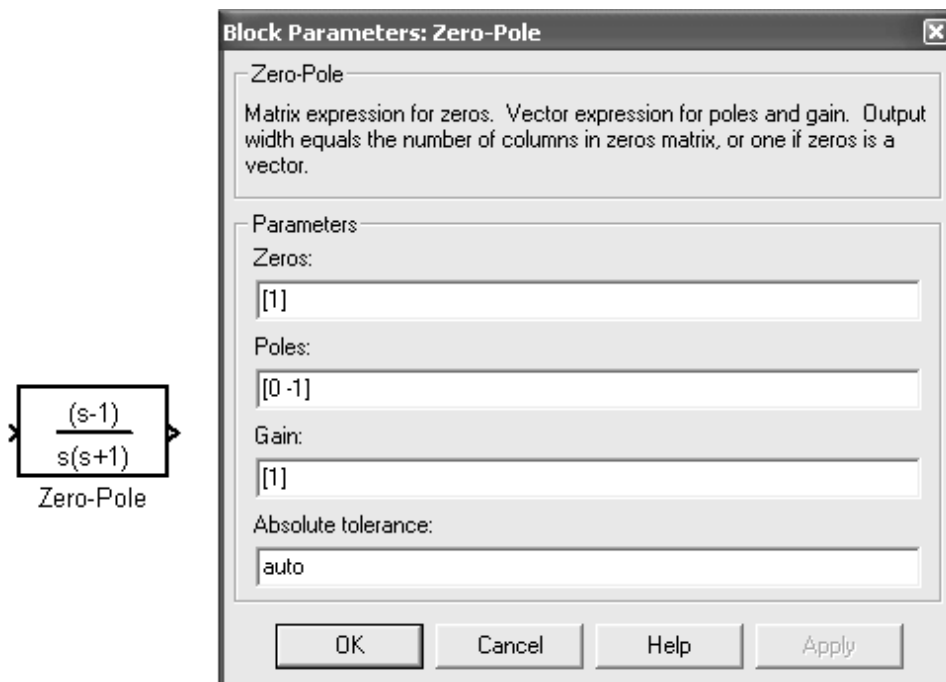 (s-1)
s(s+1)
Zero-Pole
Block Parameters: Zero-Pole
Zero-Pole
Matrix expression for zeros. Vector expression for poles and gain. Output
width equals the number of columns in zeros matrix, or one if zeros is a
vector.
Parameters
Zeros:
[1]
Poles:
[0 -1]
Gain:
[1]
Absolute tolerance:
auto
OK Cancel Help Apply